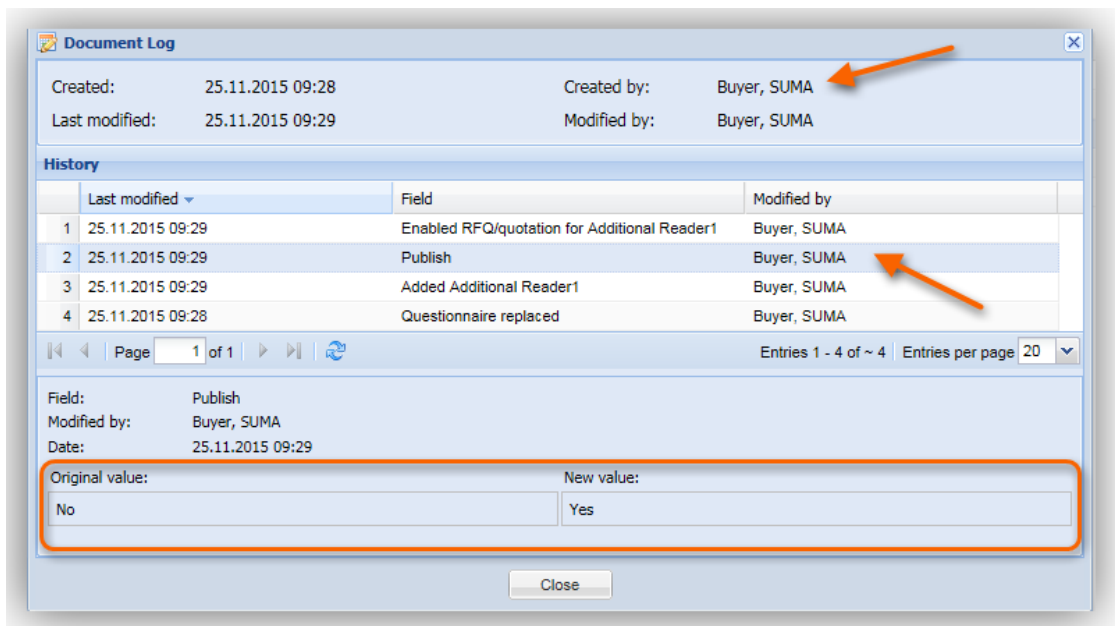 Document Log
Created: 25.11.2015 09:28 Created by: Buyer, SUMA
Last modified: 25.11.2015 09:29 Modified by: Buyer, SUMA
History
Last modified Field Modified by
1 25.11.2015 09:29 Enabled RFQ/quotation for Additional Reader1 Buyer, SUMA
2 25.11.2015 09:29 Publish Buyer, SUMA
3 25.11.2015 09:29 Added Additional Reader1 Buyer, SUMA
4 25.11.2015 09:28 Questionnaire replaced Buyer, SUMA
Page 1 of 1 Entries 1 - 4 of ~ 4 Entries per page 20
Field: Publish
Modified by: Buyer, SUMA
Date: 25.11.2015 09:29
Original value: New value:
No Yes
Close